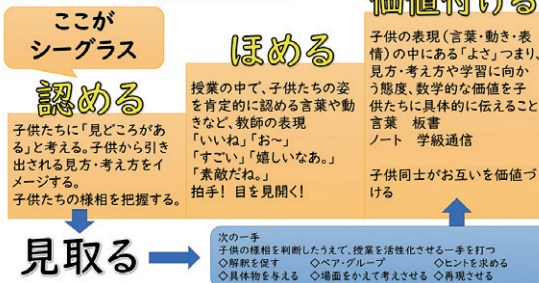 ここが
シーグラス
認める
子供たちに「見どころがあ
る」と考える。子供から引き
出される見方・考え方をイ
メージする。
子供たちの様相を把握する。
ほめる
授業の中で、子供たちの姿
を肯定的に認める言葉や動
きなど、教師の表現
「いいね」「お～」
「すごい」「嬉しいなあ。」
「素敵だね。」
拍手！ 目を見開く！
価値付ける
子供の表現（言葉・動き・表
情）の中にある「よさ」つまり、
見方・考え方や学習に向か
う態度、数学的な価値を子
供たちに具体的に伝えること
言葉 板書
ノート 学級通信
子供同士がお互いを価値づ
ける
見取る
次の一手
子供の様相を判断したうえで、授業を活性化させる一手を打つ
◇解釈を促す ◇ペア・グループ ◇ヒントを求める
◇具体物を与える ◇場面をかえて考えさせる ◇再現させる